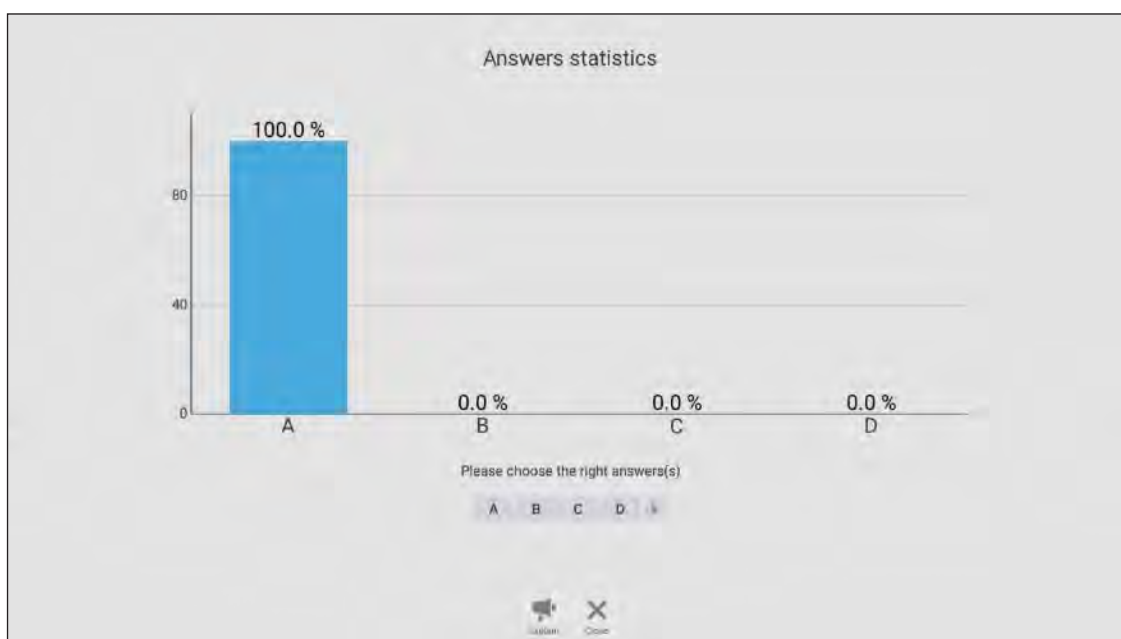 Answers statistics
100.0 %
80
40
0
0.0 % 0.0 % 0.0 %
A B C D
Please choose the right answers(s)
A B C D
Explain Close